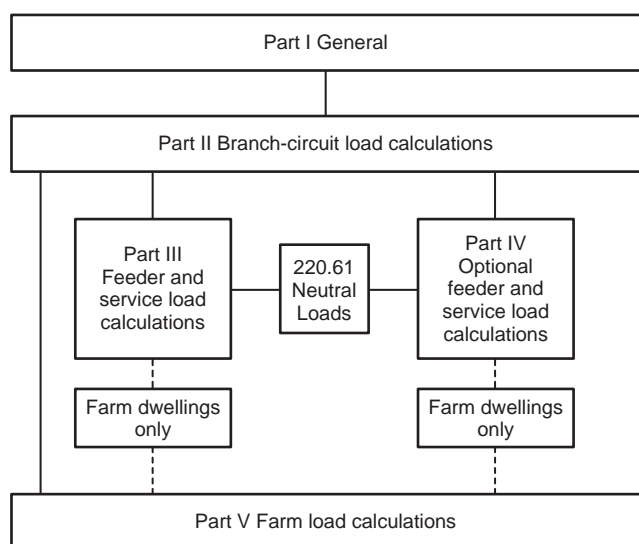 Part I General
Part II Branch-circuit load calculations
Part III
Feeder and
service load
calculations
220.61
Neutral
Loads
Part IV
Optional
feeder and
service load
calculations
Farm dwellings
only
Farm dwellings
only
Part V Farm load calculations